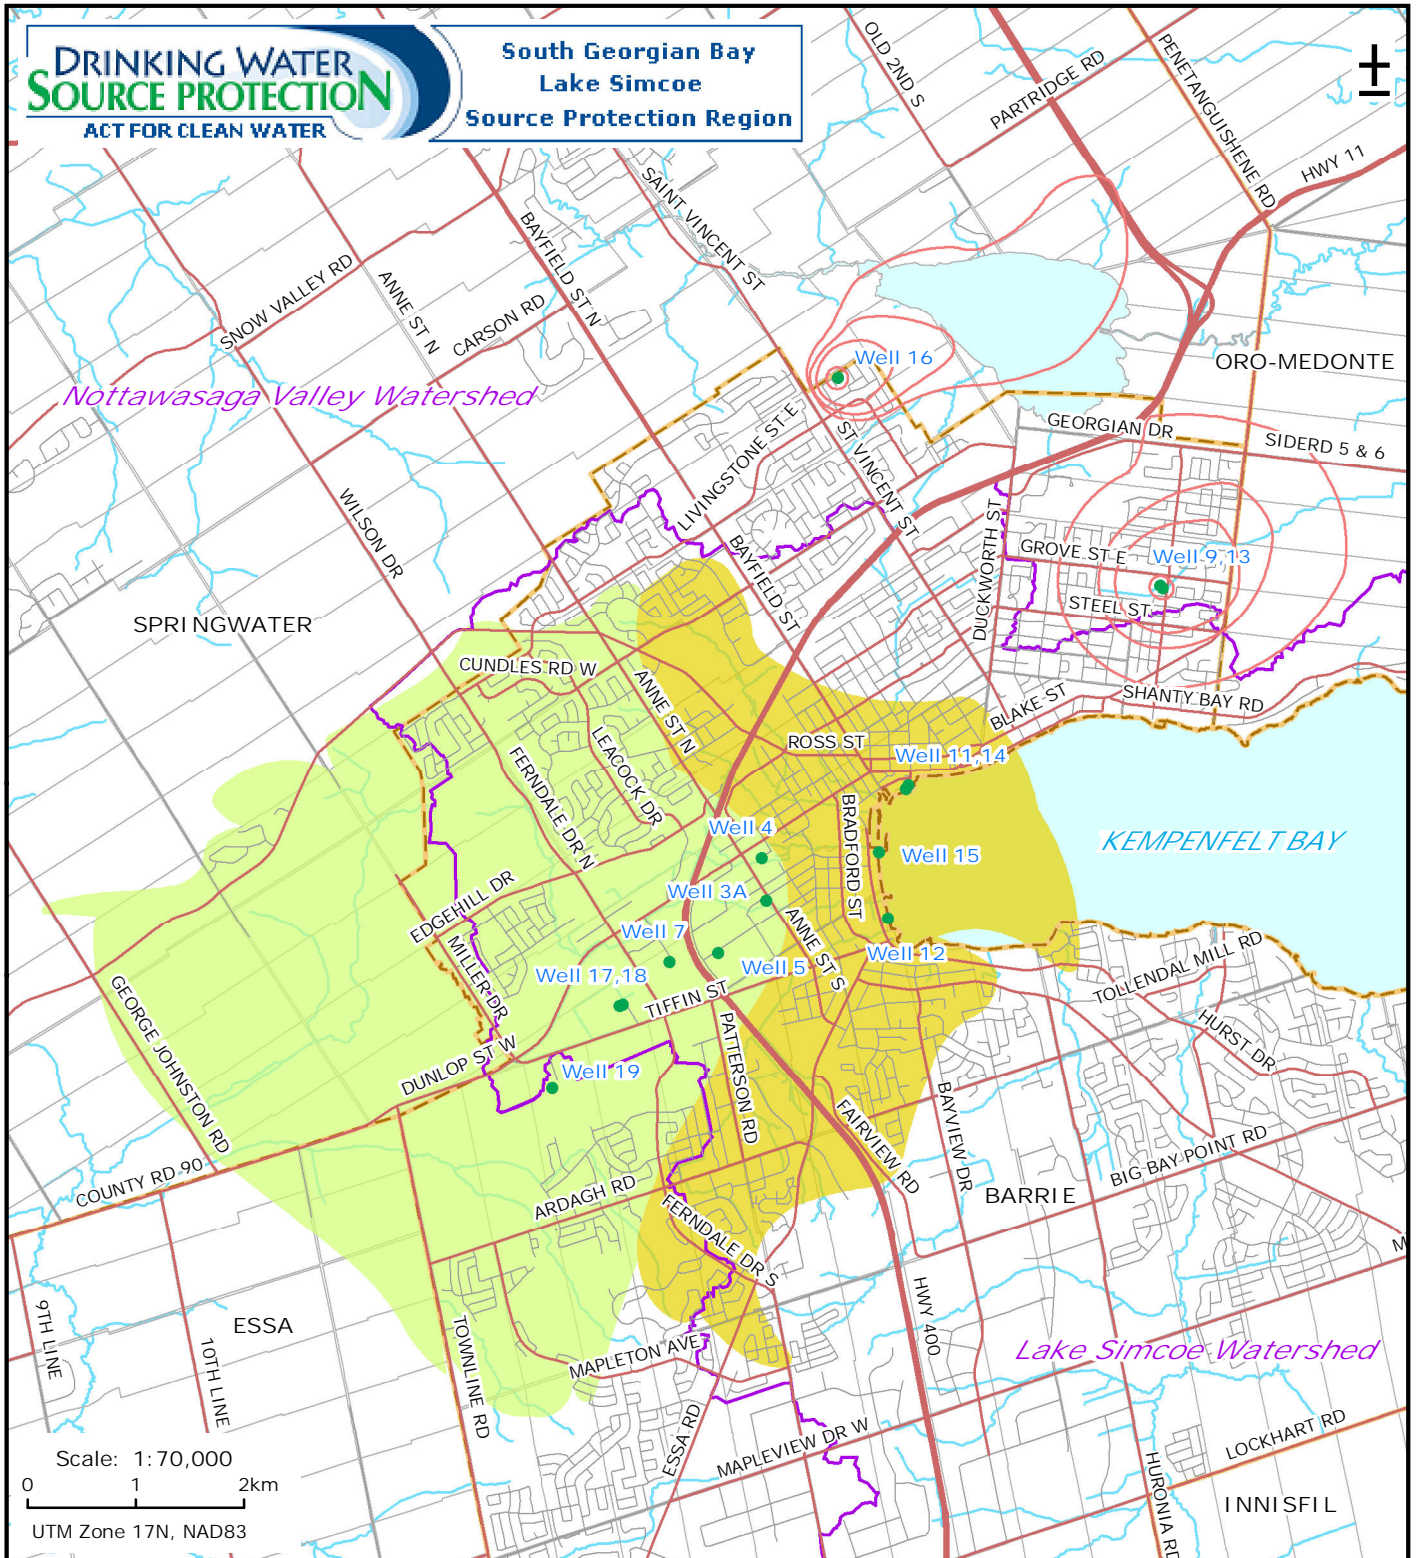 DRINKING WATER
SOURCE PROTECTION
ACT FOR CLEAN WATER
South Georgian Bay
Lake Simcoe
Source Protection Region
±
OLD 2ND S
PARTRIDGE RD
PENETANGUISHENE RD
HWY 11
SAINT VINCENT ST
BAYFIELD ST N
SNOW VALLEY RD
ANNE ST N
CARSON RD
Well 16
ORO-MEDONTE
Nottawasaga Valley Watershed
GEORGIAN DR
SIDERD 5 & 6
LIVINGSTONE ST E
ST VINCENT ST
WILSON DR
BAYFIELD ST
DUCKWORTH ST
GROVE ST E
Well 9,13
STEEL ST
SPRINGWATER
CUNDLES RD W
ANNE ST N
BLAKE ST
SHANTY BAY RD
ROSS ST
LEACOCK DR
FERNDALE DR N
Well 11,14
BRADFORD ST
Well 4
KEMPENFELT BAY
Well 15
Well 3A
EDGEHILL DR
MILLER DR
Well 7
ANNE ST S
Well 12
Well 5
Well 17,18
TIFFIN ST
TOLLENDAL MILL RD
GEORGE JOHNSTON RD
HURST DR
DUNLOP ST W
PATTERSON RD
Well 19
BAYVIEW DR
FAIRVIEW RD
COUNTY RD 90
ARDAGH RD
BARRIE
BIG BAY POINT RD
FERNDALE DR S
M
9TH LINE
ESSA
10TH LINE
TOWNLINE RD
HWY 400
Lake Simcoe Watershed
MAPLETON AVE
ESSA RD
MAPLEVIEW DR W
LOCKHART RD
HURONIA RD
INNISFIL
Scale: 1:70,000
0 1 2km
UTM Zone 17N, NAD83